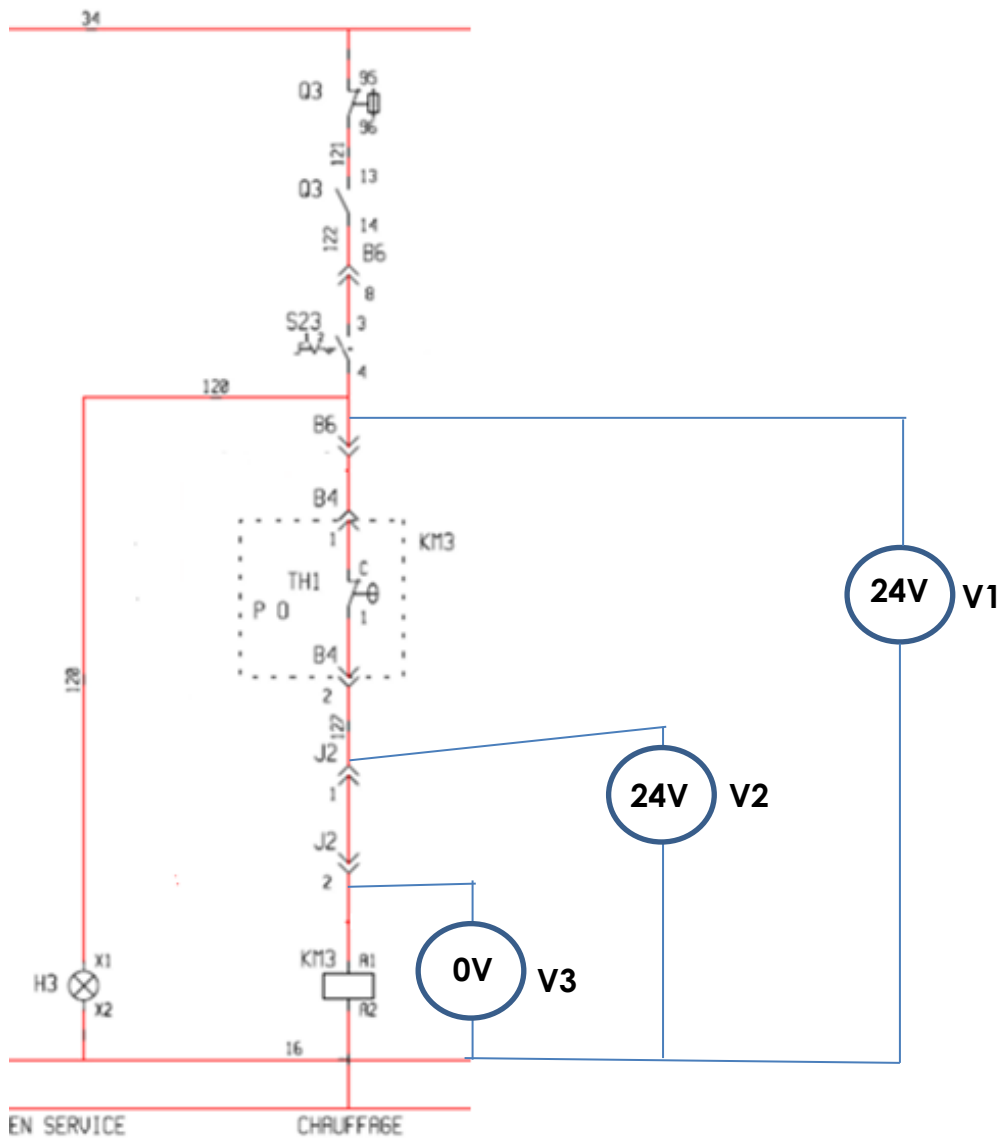 34
95
Q3
96
121
13
Q3
14
122
B6
8
S23
3
4
120
B6
B4
1
KM3
C
TH1
P O
1
B4
2
127
J2
1
J2
2
120
24V
V1
24V
V2
0V
V3
X1
H3
X2
KM3
A1
A2
16
EN SERVICE
CHAUFFAGE